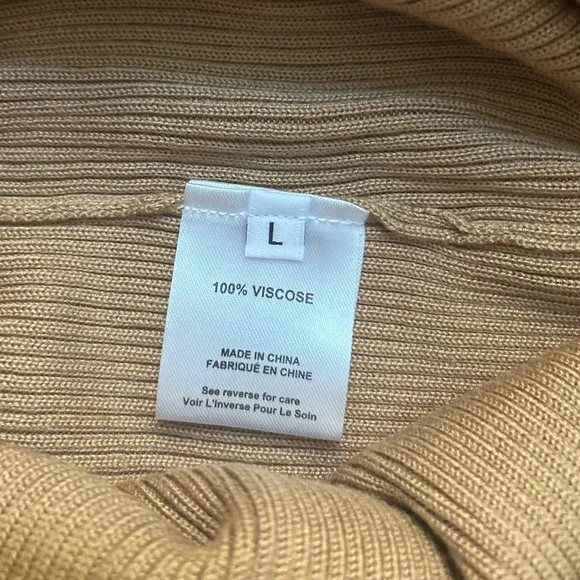 L
100% VISCOSE
MADE IN CHINA
FABRIQUÉ EN CHINE
See reverse for care
Voir L'inverse Pour Le Soin